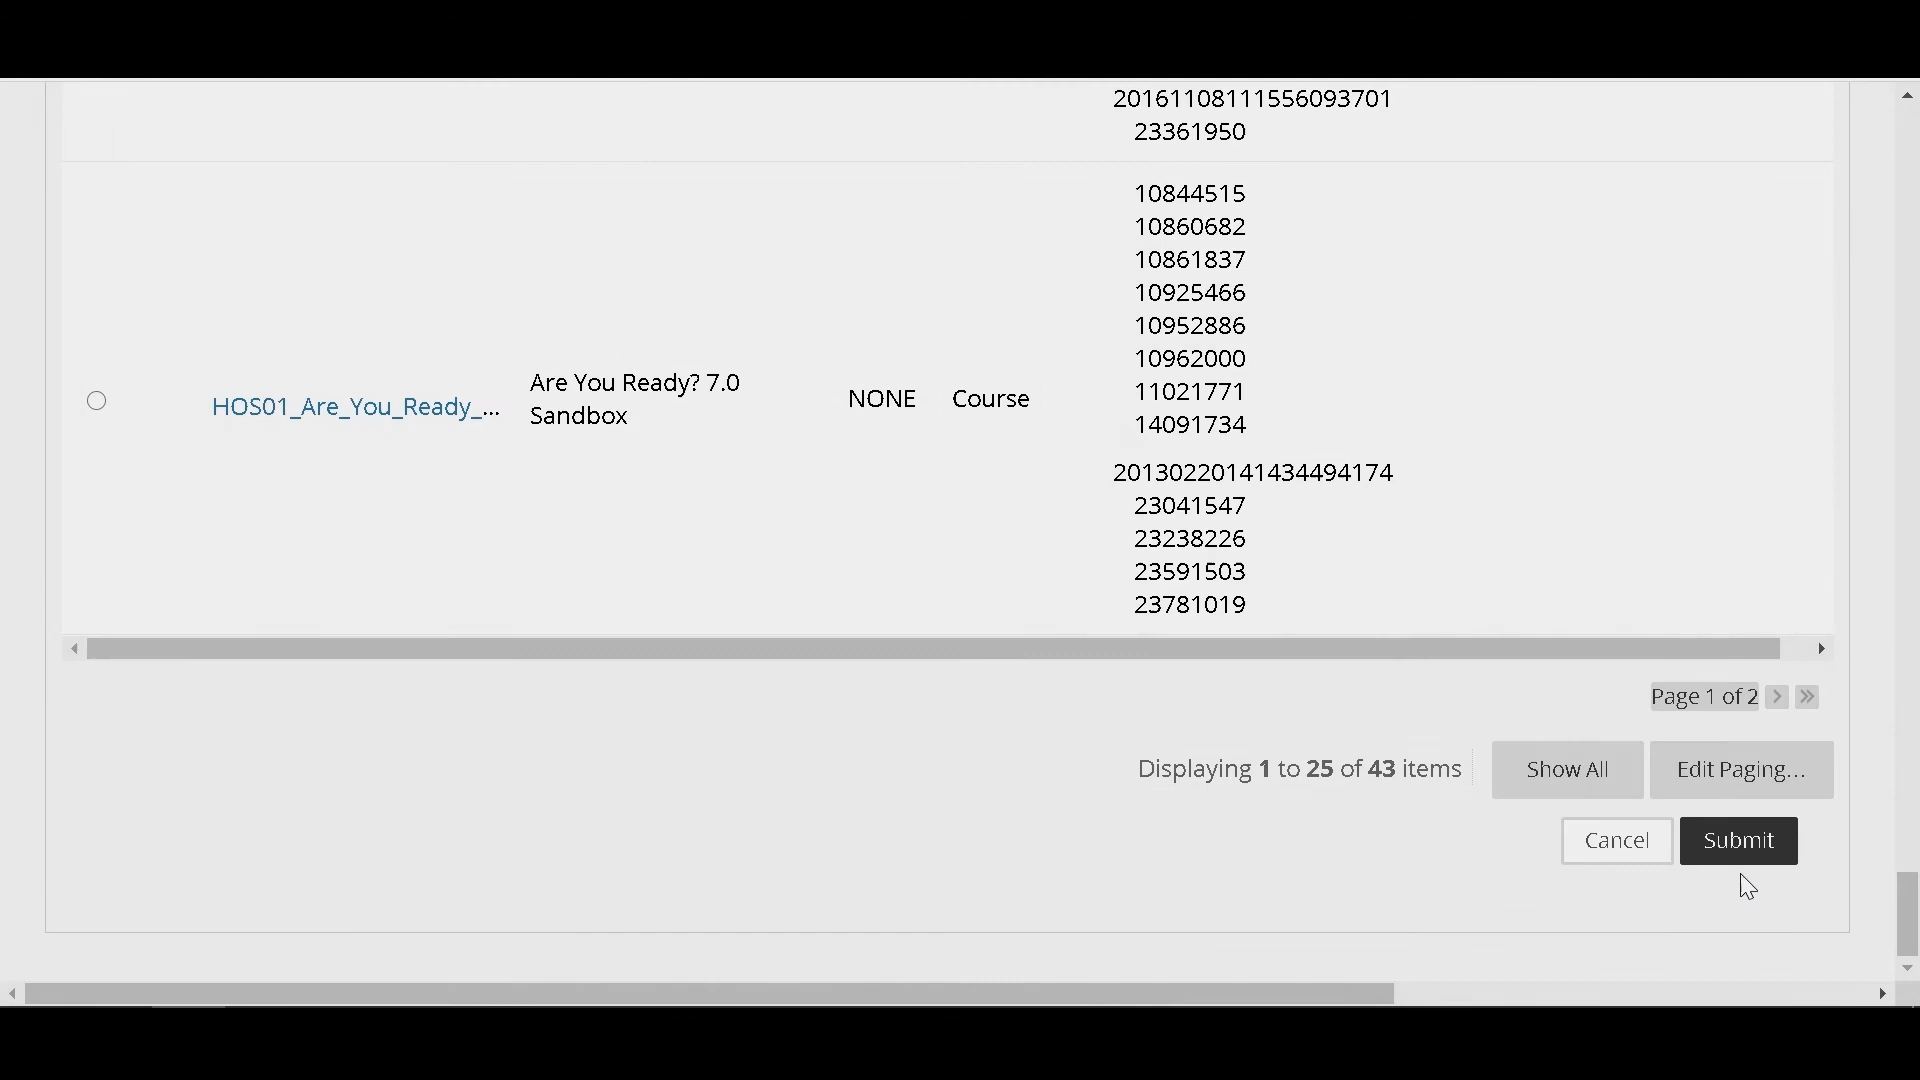 20161108111556093701
23361950
10844515
10860682
10861837
10925466
10952886
10962000
11021771
14091734
20130220141434494174
23041547
23238226
23591503
23781019
HOS01_Are_You_Ready_...
Are You Ready? 7.0
Sandbox
NONE
Course
Page 1 of 2
Displaying 1 to 25 of 43 items
Show All
Edit Paging...
Cancel
Submit